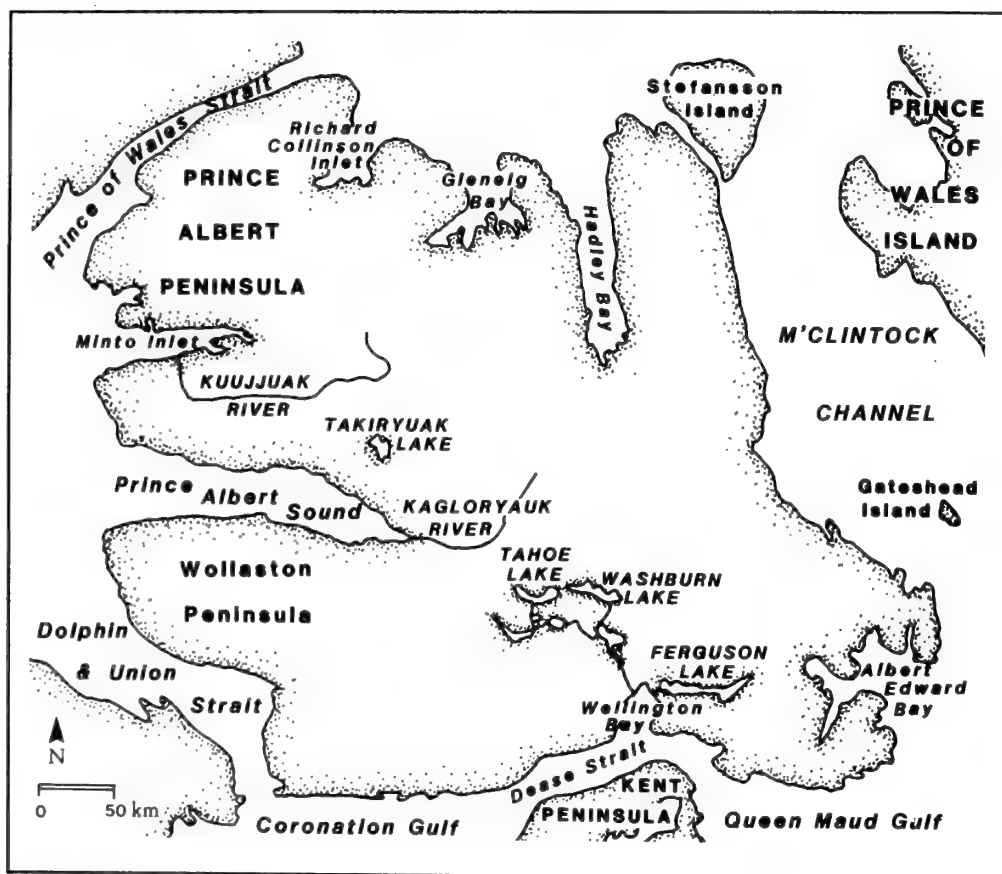 Stefansson
Island
PRINCE
OF
WALES
ISLAND
Prince of Wales Strait
Richard
Collinson
Inlet
Glenelg
Bay
Hadley Bay
PRINCE
ALBERT
PENINSULA
Minto Inlet
M'CLINTOCK
CHANNEL
KUUJJUAK
RIVER
TAKIRYUAK
LAKE
Prince Albert Sound
KAGLORYAUK
RIVER
Gateshead
Island
Wollaston
Peninsula
TAHOE
LAKE
WASHBURN
LAKE
Dolphin
& Union
Strait
FERGUSON
LAKE
Albert
Edward
Bay
Wellington
Bay
N
0 50 km
Dease Strait
KENT
PENINSULA
Coronation Gulf
Queen Maud Gulf